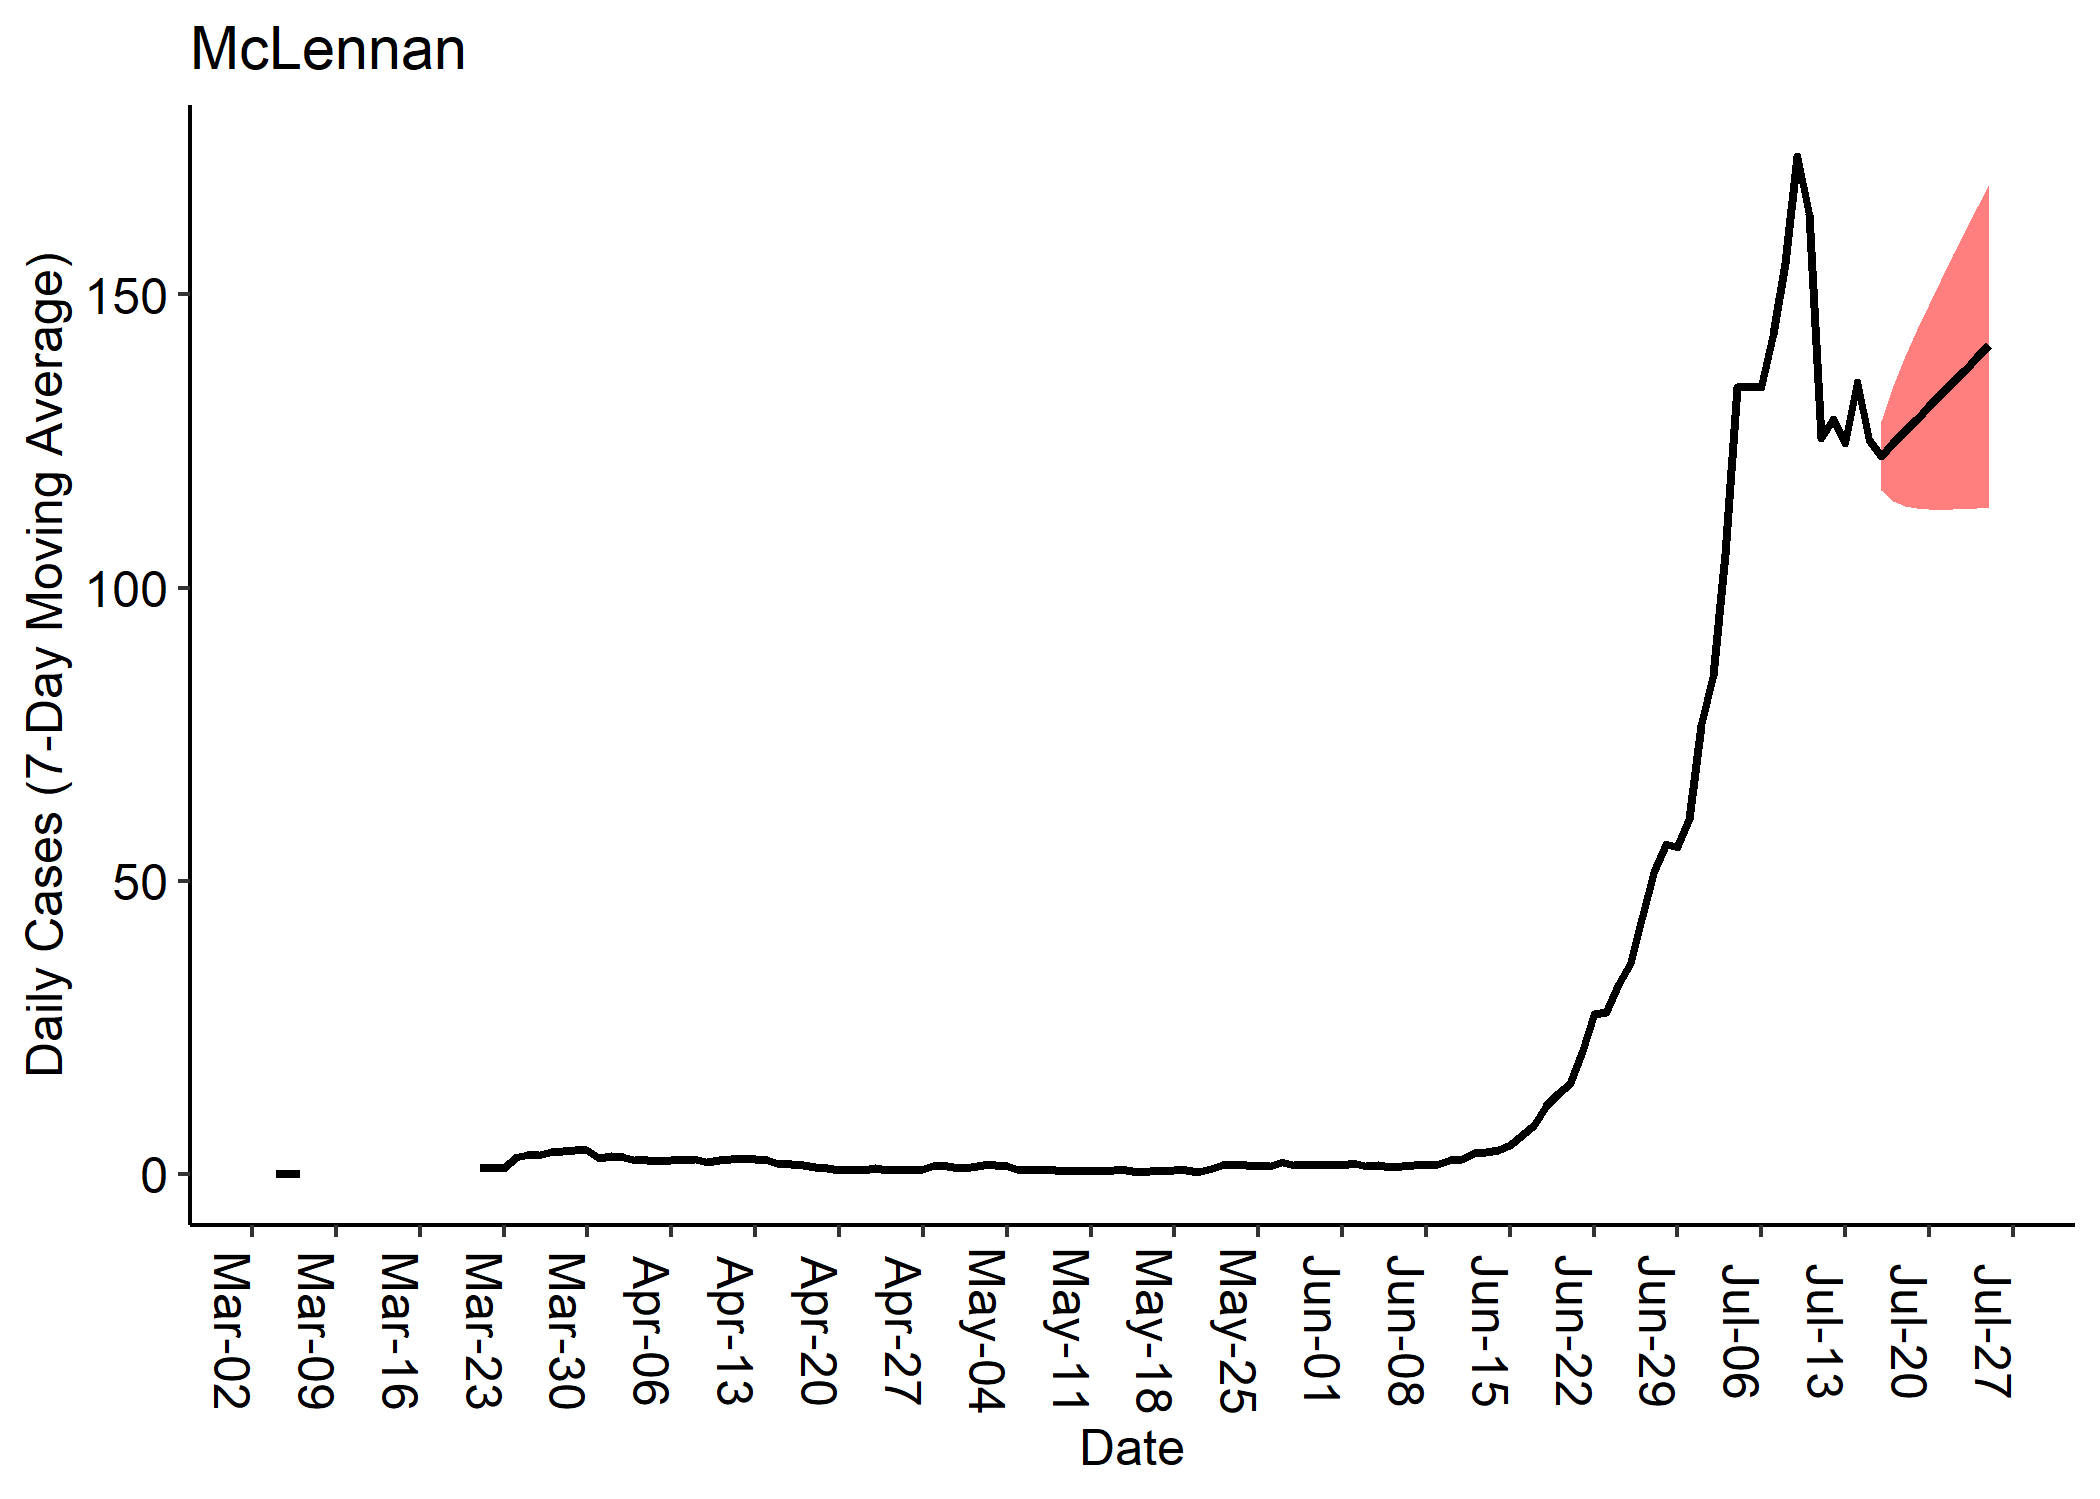 McLennan
Daily Cases (7-Day Moving Average)
150
100
50
0
Mar-02
Mar-09
Mar-16
Mar-23
Mar-30
Apr-06
Apr-13
Apr-20
Apr-27
May-04
May-11
May-18
May-25
Jun-01
Jun-08
Jun-15
Jun-22
Jun-29
Jul-06
Jul-13
Jul-20
Jul-27
Date